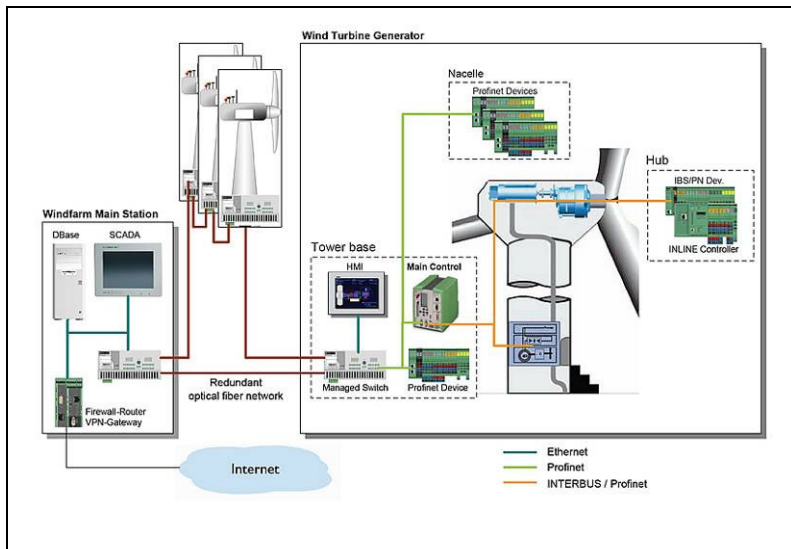 Wind Turbine Generator
Nacelle
Profinet Devices
Hub
IBS/PN Dev.
INLINE Controller
Windfarm Main Station
DBase
SCADA
Tower base
HMI
Main Control
Managed Switch
Profinet Device
Redundant
optical fiber network
Firewall-Router
VPN-Gateway
Internet
Ethernet
Profinet
INTERBUS / Profinet